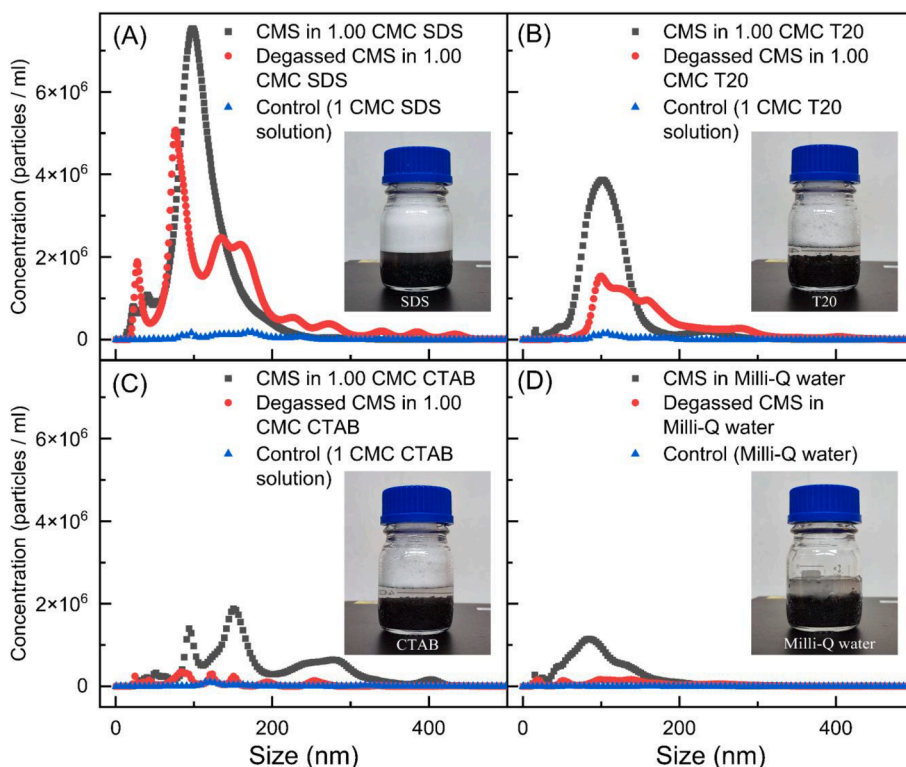 (A)
CMS in 1.00 CMC SDS
Degassed CMS in 1.00
CMC SDS
Control (1 CMC SDS
solution)
SDS
(B)
CMS in 1.00 CMC T20
Degassed CMS in 1.00
CMC T20
Control (1 CMC T20
solution)
T20
Concentration (particles / ml)
6×10⁶
4×10⁶
2×10⁶
0
(C)
CMS in 1.00 CMC CTAB
Degassed CMS in 1.00
CMC CTAB
Control (1 CMC CTAB
solution)
CTAB
(D)
CMS in Milli-Q water
Degassed CMS in
Milli-Q water
Control (Milli-Q water)
Milli-Q water
Concentration (particles / ml)
6×10⁶
4×10⁶
2×10⁶
0
0 200 400
0 200 400
Size (nm)
Size (nm)